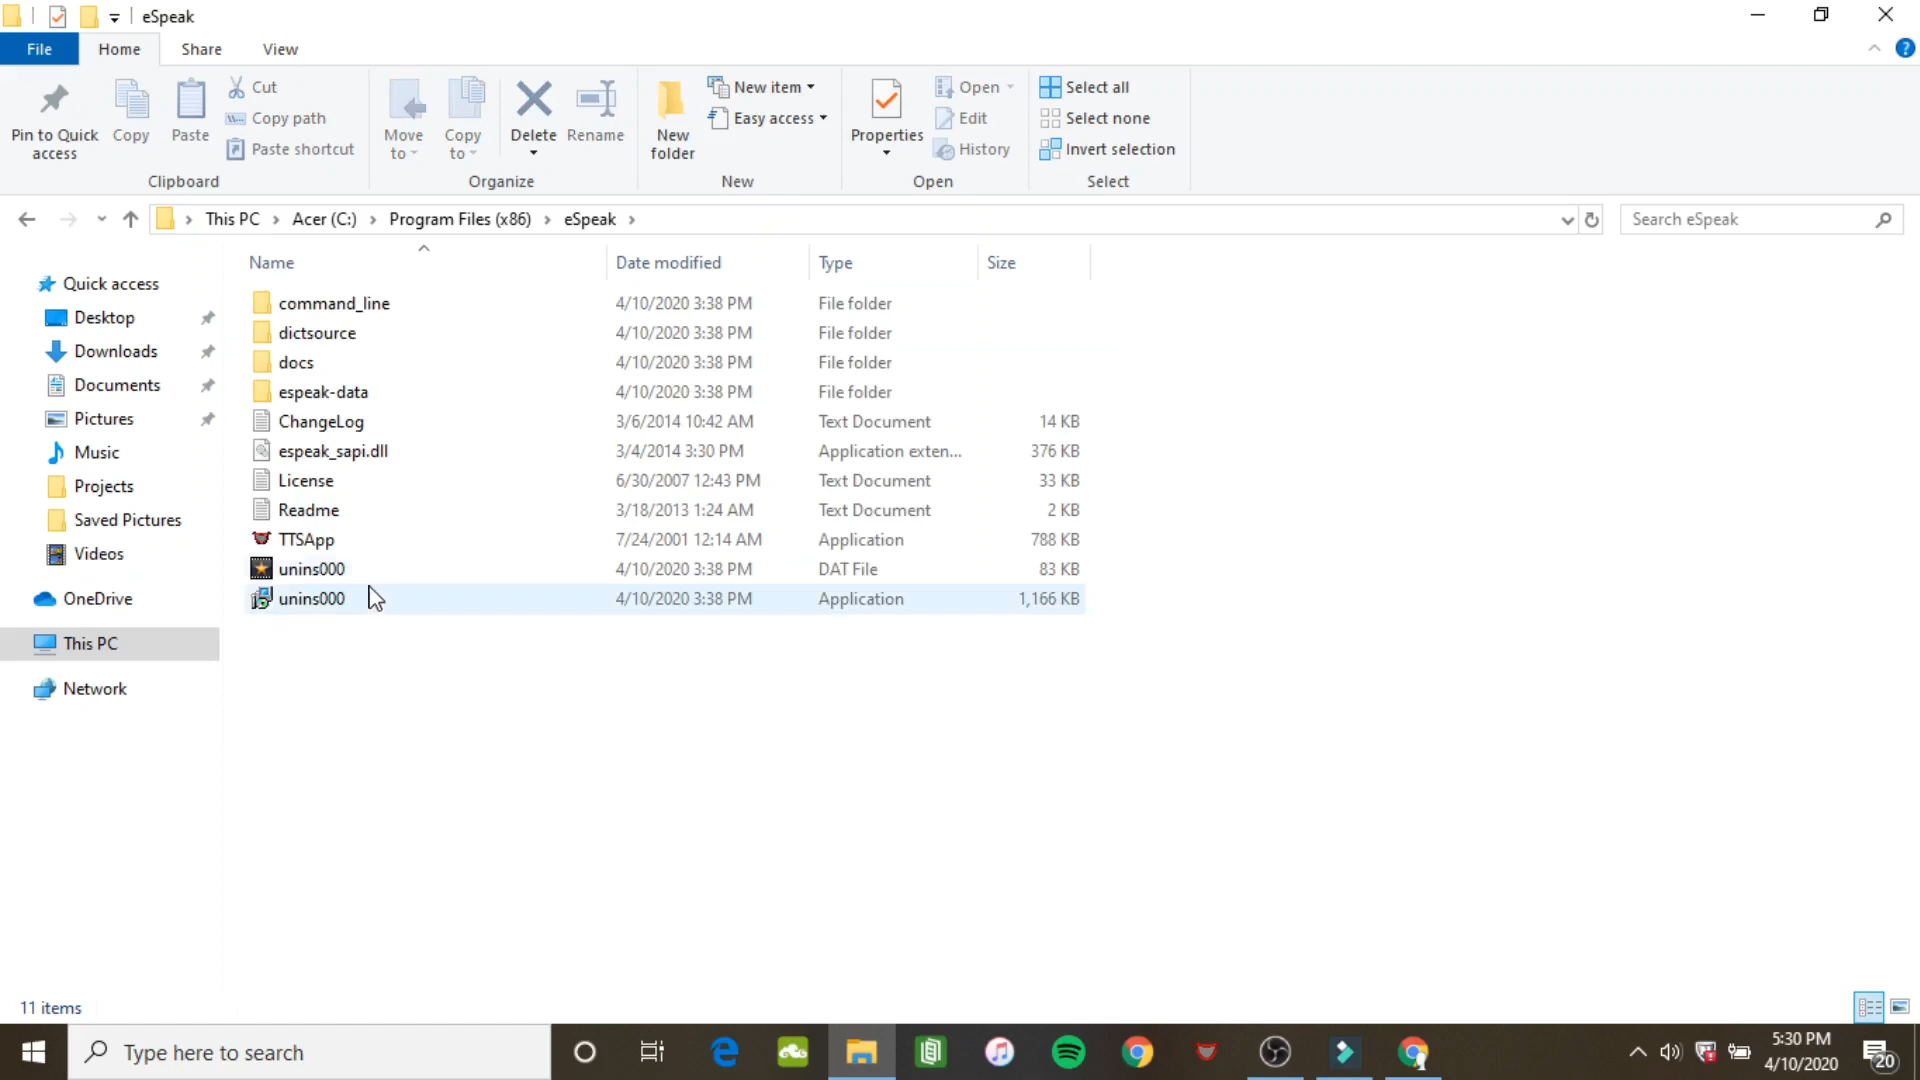 eSpeak
File Home Share View
Pin to Quick access
Copy
Paste
Cut
Copy path
Paste shortcut
Clipboard
Move to
Copy to
Delete
Rename
Organize
New folder
New item
Easy access
New
Properties
Open
Edit
History
Open
Select all
Select none
Invert selection
Select
This PC > Acer (C:) > Program Files (x86) > eSpeak >
Search eSpeak
Quick access
Desktop
Downloads
Documents
Pictures
Music
Projects
Saved Pictures
Videos
OneDrive
This PC
Network
Name Date modified Type Size
command_line 4/10/2020 3:38 PM File folder
dictsource 4/10/2020 3:38 PM File folder
docs 4/10/2020 3:38 PM File folder
espeak-data 4/10/2020 3:38 PM File folder
ChangeLog 3/6/2014 10:42 AM Text Document 14 KB
espeak_sapi.dll 3/4/2014 3:30 PM Application exten... 376 KB
License 6/30/2007 12:43 PM Text Document 33 KB
Readme 3/18/2013 1:24 AM Text Document 2 KB
TTSApp 7/24/2001 12:14 AM Application 788 KB
unins000 4/10/2020 3:38 PM DAT File 83 KB
unins000 4/10/2020 3:38 PM Application 1,166 KB
11 items
Type here to search
5:30 PM
4/10/2020
20